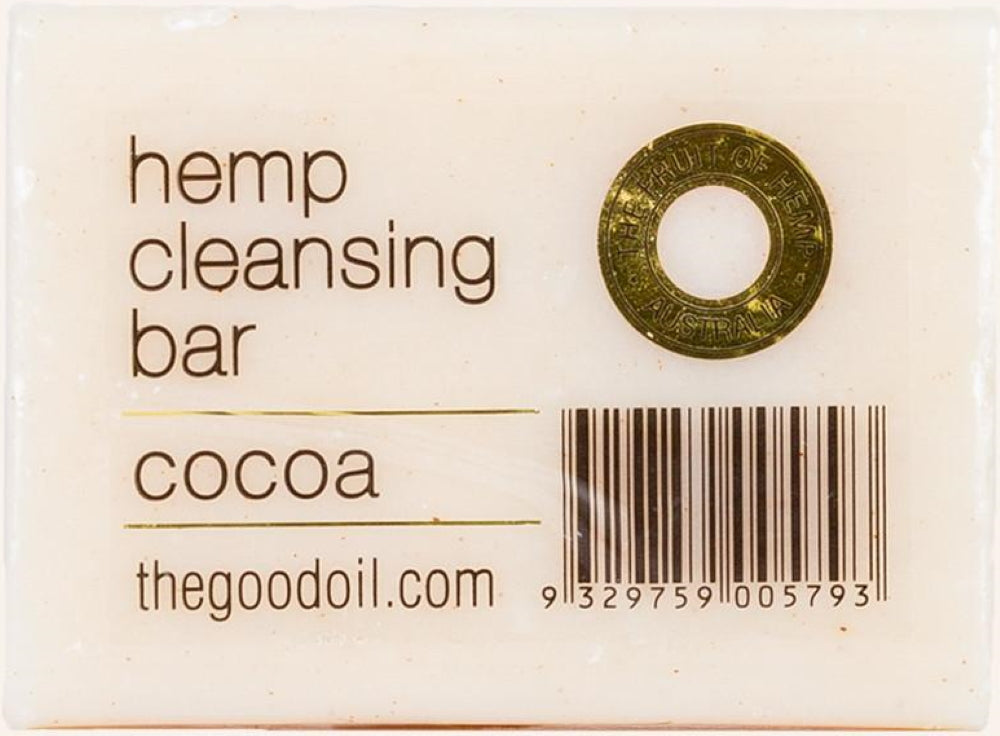 hemp
cleansing
bar
THE FRUIT OF HEMP
AUSTRALIA
cocoa
thegoodoil.com
9 329759 005793